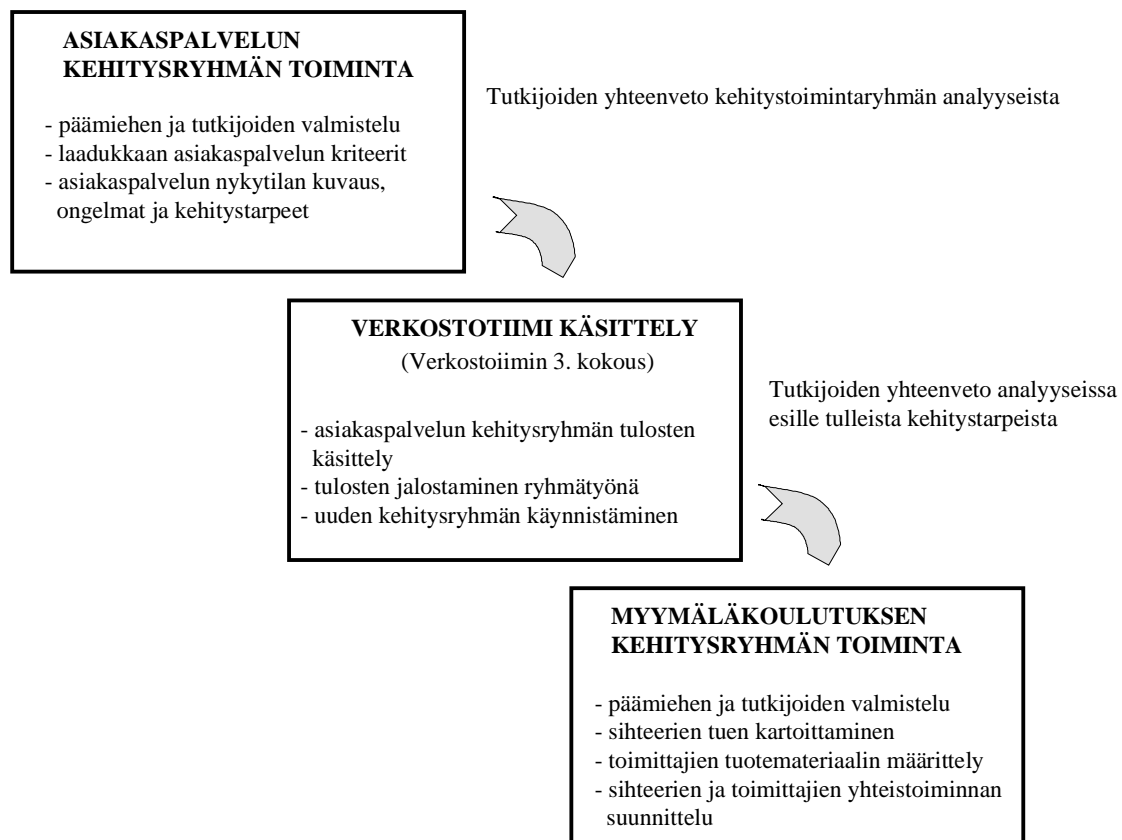 ASIAKASPALVELUN
KEHITYSRYHMÄN TOIMINTA
- päämiehen ja tutkijoiden valmistelu
- laadukkaan asiakaspalvelun kriteerit
- asiakaspalvelun nykytilan kuvaus,
ongelmat ja kehitystarpeet
Tutkijoiden yhteenveto kehitystoimintaryhmän analyyseista
VERKOSTOTIIMI KÄSITTELY
(Verkostoiimin 3. kokous)
- asiakaspalvelun kehitysryhmän tulosten
käsittely
- tulosten jalostaminen ryhmätyönä
- uuden kehitysryhmän käynnistäminen
Tutkijoiden yhteenveto analyyseissa
esille tulleista kehitystarpeista
MYYMÄLÄKOULUTUKSEN
KEHITYSRYHMÄN TOIMINTA
- päämiehen ja tutkijoiden valmistelu
- sihteerien tuen kartoittaminen
- toimittajien tuotemateriaalin määrittely
- sihteerien ja toimittajien yhteistoiminnan
suunnittelu